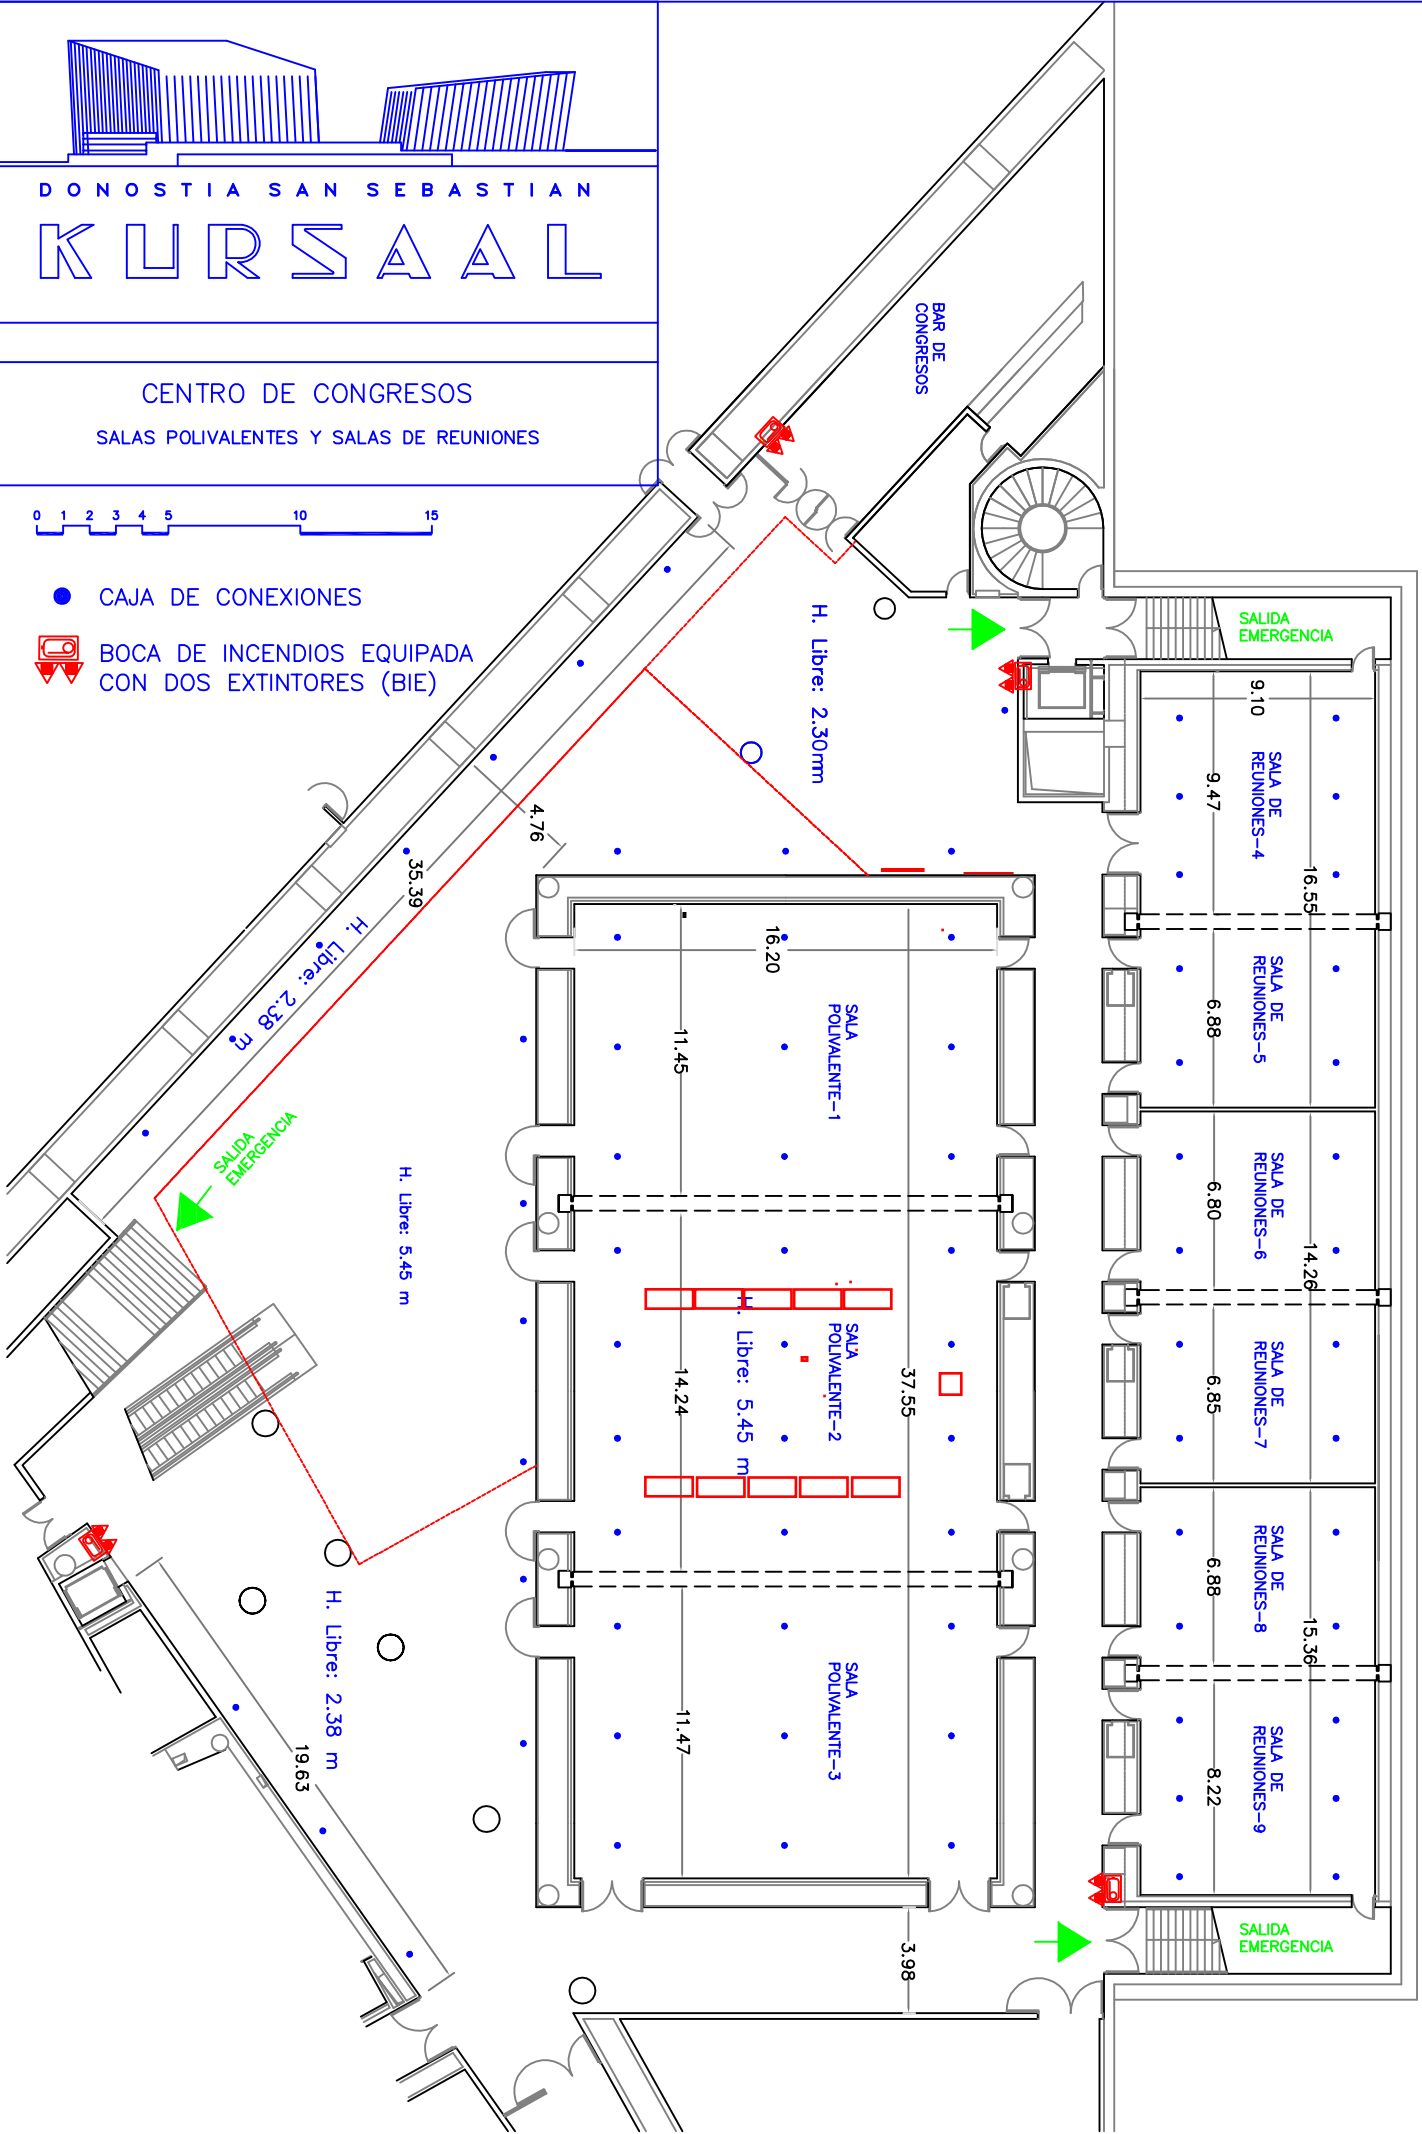 DONOSTIA SAN SEBASTIAN
KURSAAL
CENTRO DE CONGRESOS
SALAS POLIVALENTES Y SALAS DE REUNIONES
0 1 2 3 4 5 10 15
CAJA DE CONEXIONES
BOCA DE INCENDIOS EQUIPADA
CON DOS EXTINTORES (BIE)
BAR DE
CONGRESOS
H. Libre: 2.30mm
SALIDA
EMERGENCIA
9.10
9.47
SALA DE
REUNIONES-4
16.55
4.76
35.39
H. Libre: 2.38 m
16.20
11.45
SALA
POLIVALENTE-1
6.88
SALA DE
REUNIONES-5
SALIDA
EMERGENCIA
H. Libre: 5.45 m
6.80
SALA DE
REUNIONES-6
14.26
H. Libre: 5.45 m
SALA
POLIVALENTE-2
14.24
37.55
6.85
SALA DE
REUNIONES-7
6.88
SALA DE
REUNIONES-8
15.36
H. Libre: 2.38 m
19.63
11.47
SALA
POLIVALENTE-3
8.22
SALA DE
REUNIONES-9
3.98
SALIDA
EMERGENCIA